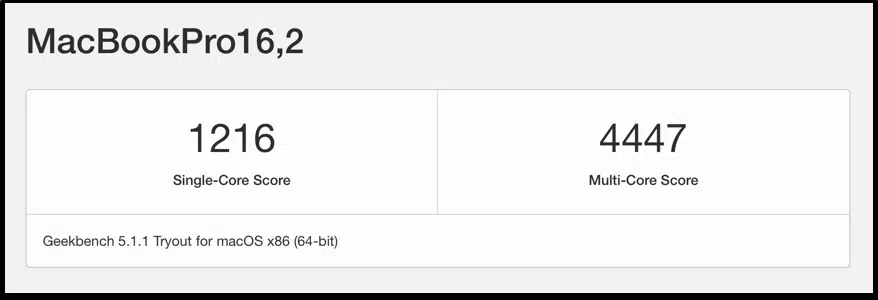 MacBookPro16,2
1216
Single-Core Score
4447
Multi-Core Score
Geekbench 5.1.1 Tryout for macOS x86 (64-bit)